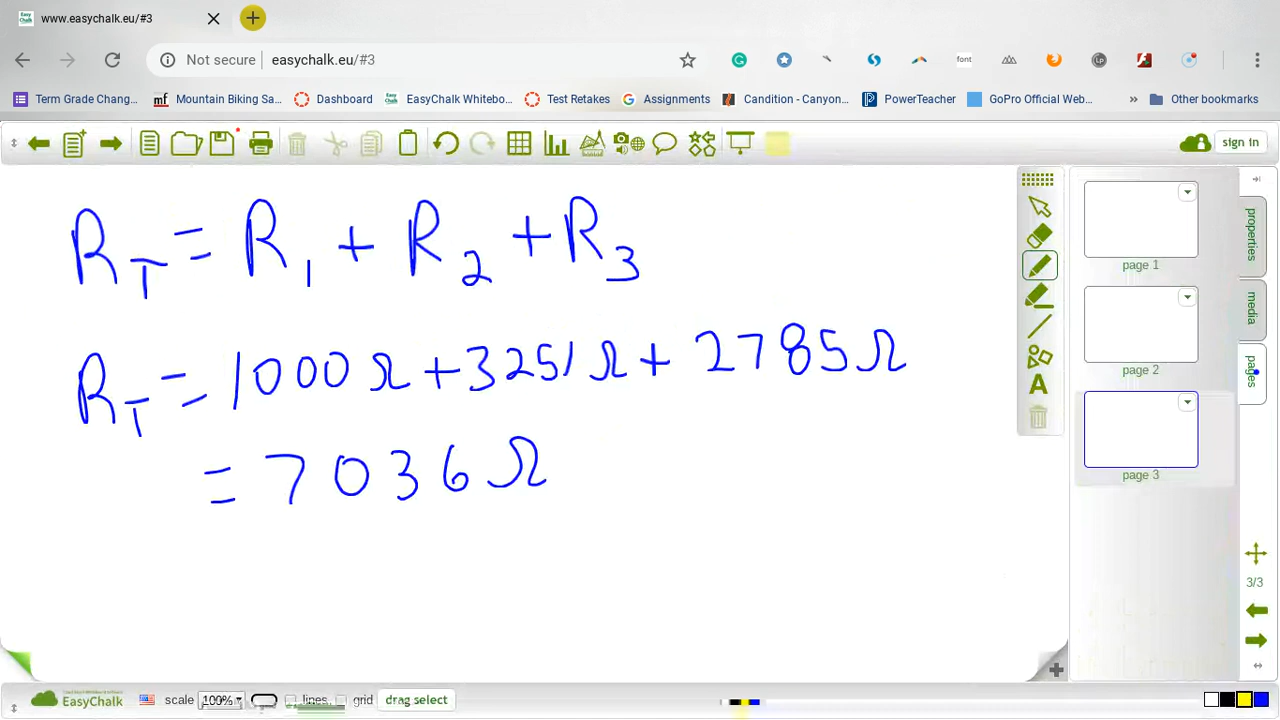 www.easychalk.eu/#3
Not secure easychalk.eu/#3
font Lp
Term Grade Chang... mf Mountain Biking Sa... Dashboard EasyChalk Whitebo... Test Retakes Assignments Candition - Canyon... PowerTeacher GoPro Official Web... » Other bookmarks
sign in
R_T = R_1 + R_2 + R_3
R_T = 1000 Ω + 3251 Ω + 2785 Ω
= 7036 Ω
A
page 1
page 2
page 3
properties
media
pages
3/3
EasyChalk scale 100% lines grid drag select